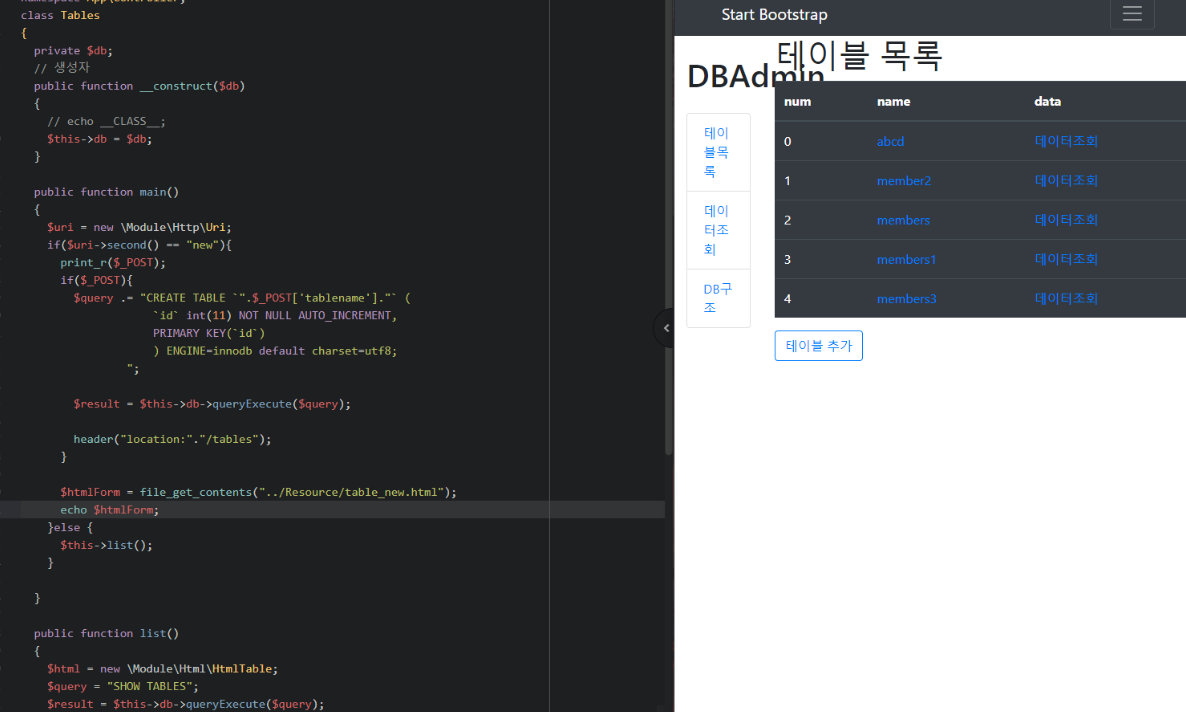 class Tables
{
private $db;
// 생성자
public function __construct($db)
{
// echo __CLASS__;
$this->db = $db;
}
public function main()
{
$uri = new \Module\Http\Uri;
if($uri->second() == "new"){
print_r($_POST);
if($_POST){
$query .= "CREATE TABLE `".$_POST['tablename']."` (
`id` int(11) NOT NULL AUTO_INCREMENT,
PRIMARY KEY(`id`)
) ENGINE=innodb default charset=utf8;
";
$result = $this->db->queryExecute($query);
header("location:"."/tables");
}
$htmlForm = file_get_contents("../Resource/table_new.html");
echo $htmlForm;
}else {
$this->list();
}
}
public function list()
{
$html = new \Module\Html\HtmlTable;
$query = "SHOW TABLES";
$result = $this->db->queryExecute($query);
Start Bootstrap
DBAdmin
테이
블목
록
데이
터조
회
DB구
조
테이블 목록
num name data
0 abcd 데이터조회
1 member2 데이터조회
2 members 데이터조회
3 members1 데이터조회
4 members3 데이터조회
테이블 추가